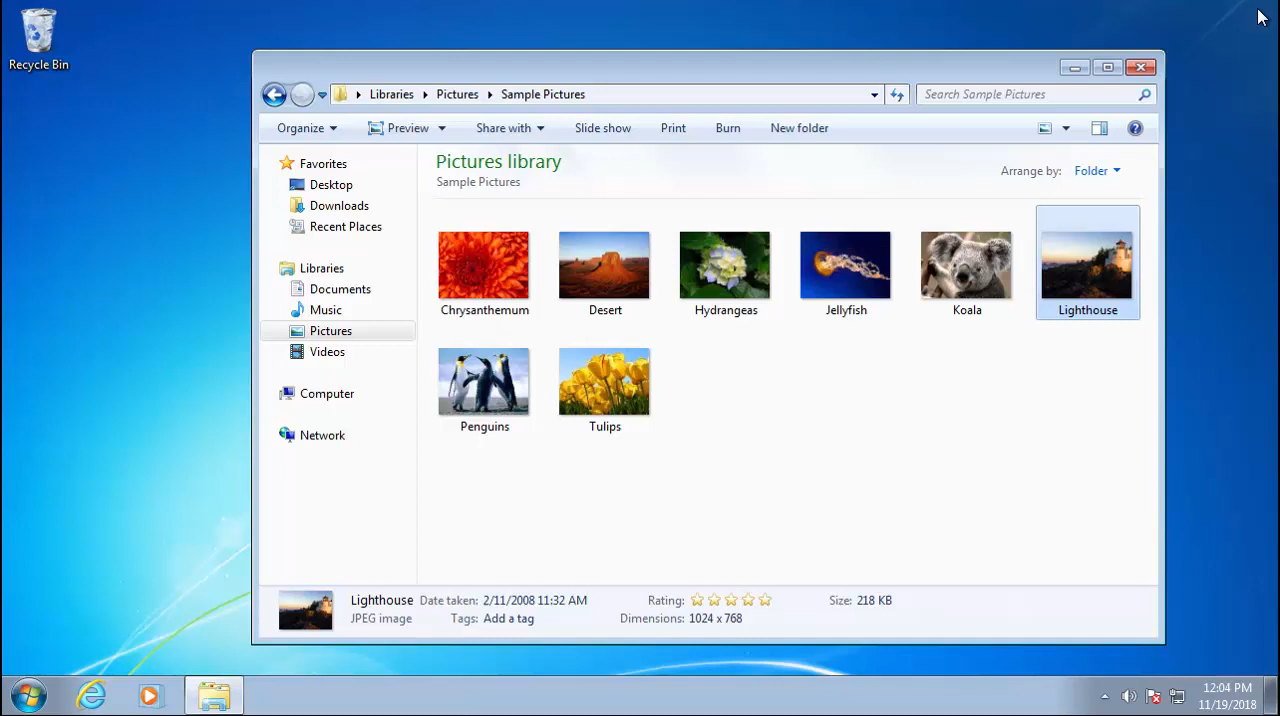 Recycle Bin
Libraries Pictures Sample Pictures
Search Sample Pictures
Organize Preview Share with Slide show Print Burn New folder
Favorites
Desktop
Downloads
Recent Places
Libraries
Documents
Music
Pictures
Videos
Computer
Network
Pictures library
Sample Pictures
Arrange by: Folder
Chrysanthemum Desert Hydrangeas Jellyfish Koala Lighthouse
Penguins Tulips
Lighthouse Date taken: 2/11/2008 11:32 AM Rating: Size: 218 KB
JPEG image Tags: Add a tag Dimensions: 1024 x 768
12:04 PM
11/19/2018